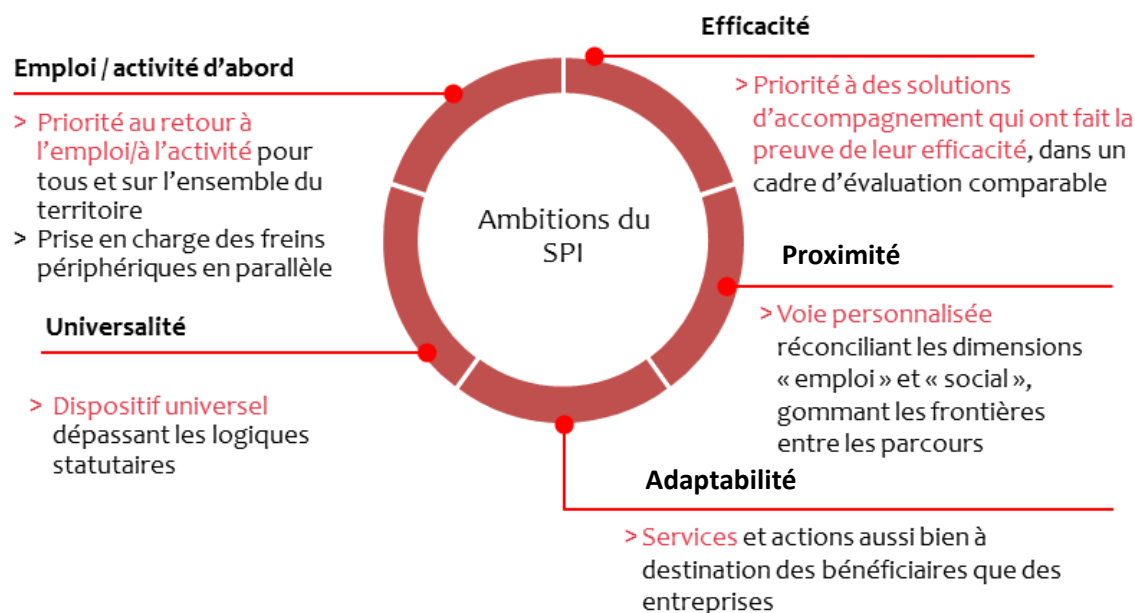 Emploi / activité d’abord
> Priorité au retour à
l’emploi/à l’activité pour
tous et sur l’ensemble du
territoire
> Prise en charge des freins
périphériques en parallèle
Universalité
> Dispositif universel
dépassant les logiques
statutaires
Ambitions du
SPI
Efficacité
> Priorité à des solutions
d’accompagnement qui ont fait la
preuve de leur efficacité, dans un
cadre d’évaluation comparable
Proximité
> Voie personnalisée
réconciliant les dimensions
« emploi » et « social »,
gommant les frontières
entre les parcours
Adaptabilité
> Services et actions aussi bien à
destination des bénéficiaires que des
entreprises